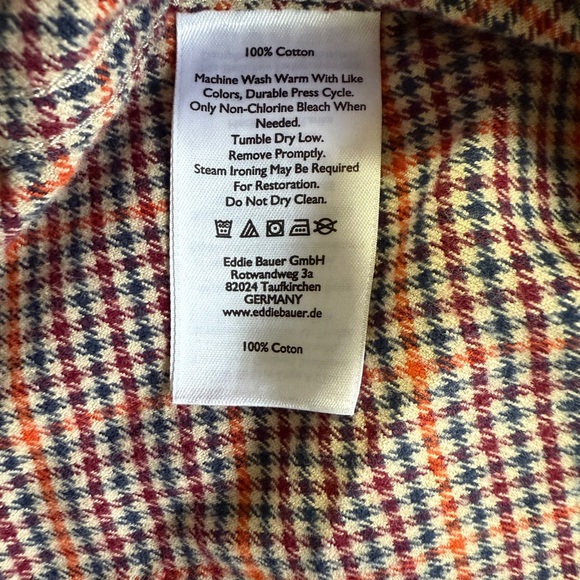 100% Cotton
Machine Wash Warm With Like
Colors, Durable Press Cycle.
Only Non-Chlorine Bleach When
Needed.
Tumble Dry Low.
Remove Promptly.
Steam Ironing May Be Required
For Restoration.
Do Not Dry Clean.
Eddie Bauer GmbH
Rotwandweg 3a
82024 Taufkirchen
GERMANY
www.eddiebauer.de
100% Coton